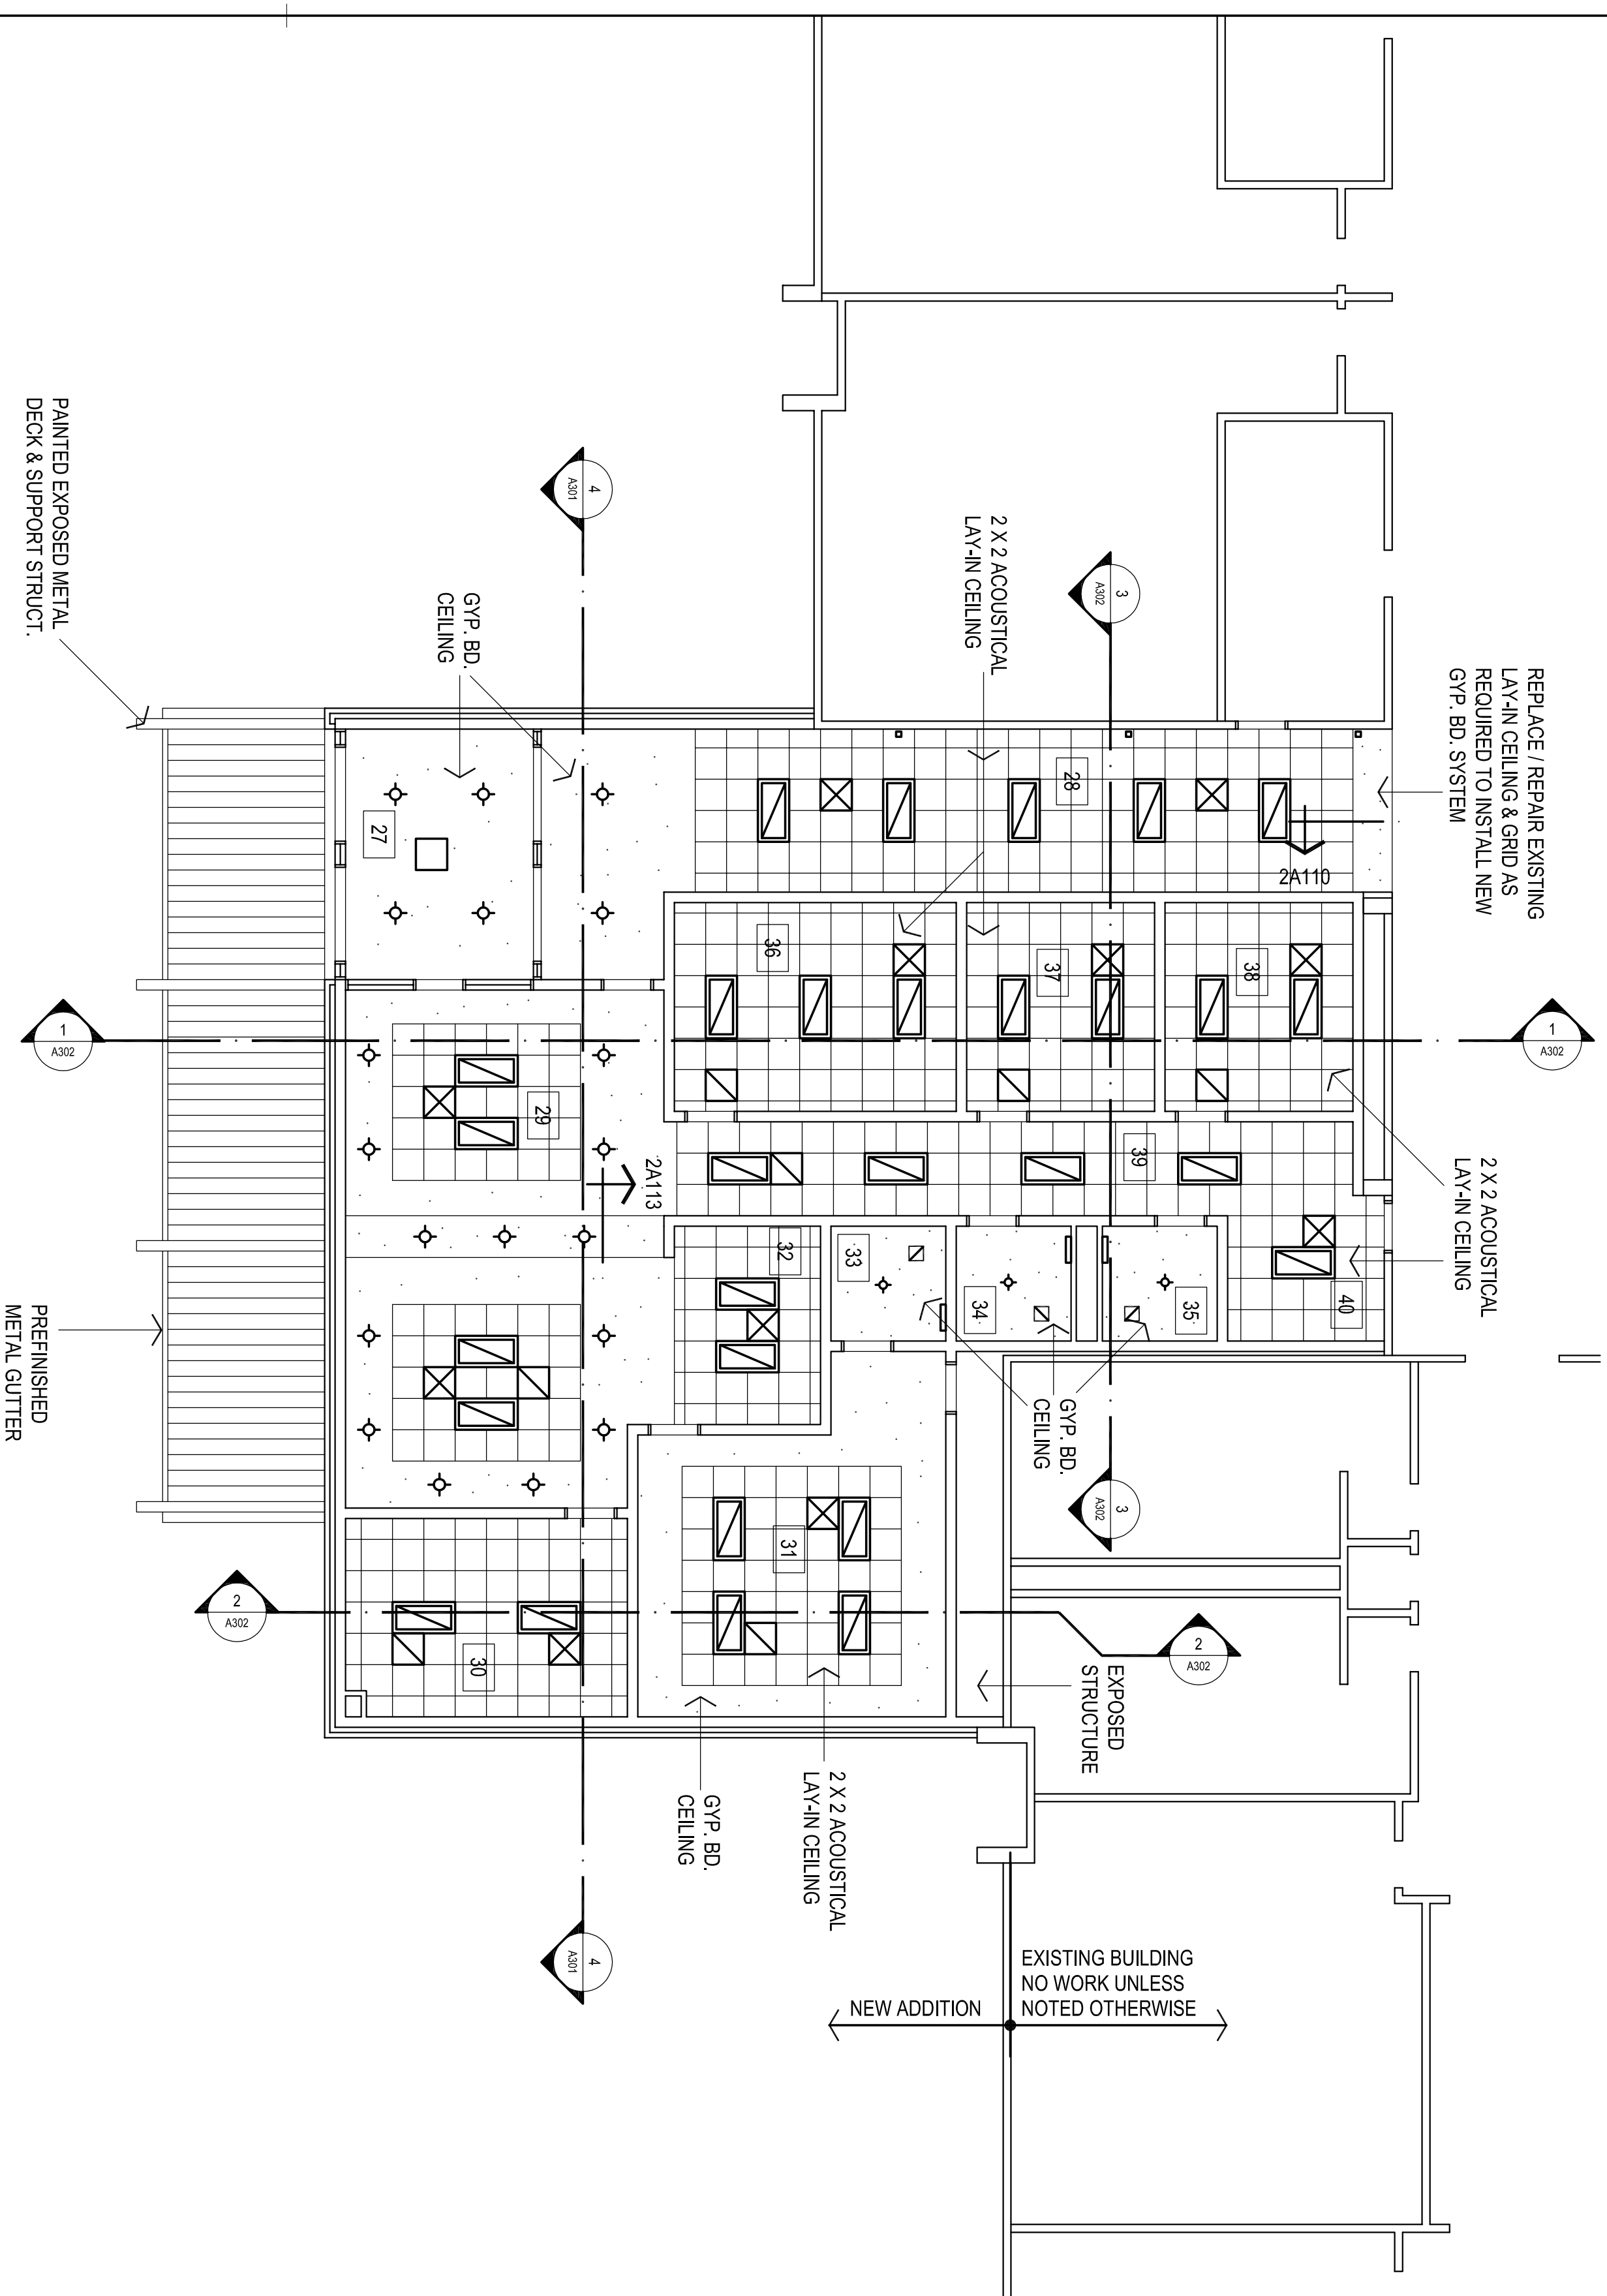 REPLACE / REPAIR EXISTING
LAY-IN CEILING & GRID AS
REQUIRED TO INSTALL NEW
GYP. BD. SYSTEM
1
A302
2 X 2 ACOUSTICAL
LAY-IN CEILING
2 X 2 ACOUSTICAL
LAY-IN CEILING
3
A302
28
2A110
36
37
38
39
40
32
33
34
35
GYP. BD.
CEILING
3
A302
EXPOSED
STRUCTURE
2
A302
4
A301
GYP. BD.
CEILING
27
29
2A113
31
30
2 X 2 ACOUSTICAL
LAY-IN CEILING
GYP. BD.
CEILING
4
A301
EXISTING BUILDING
NO WORK UNLESS
NOTED OTHERWISE
NEW ADDITION
PAINTED EXPOSED METAL
DECK & SUPPORT STRUCT.
1
A302
2
A302
PREFINISHED
METAL GUTTER